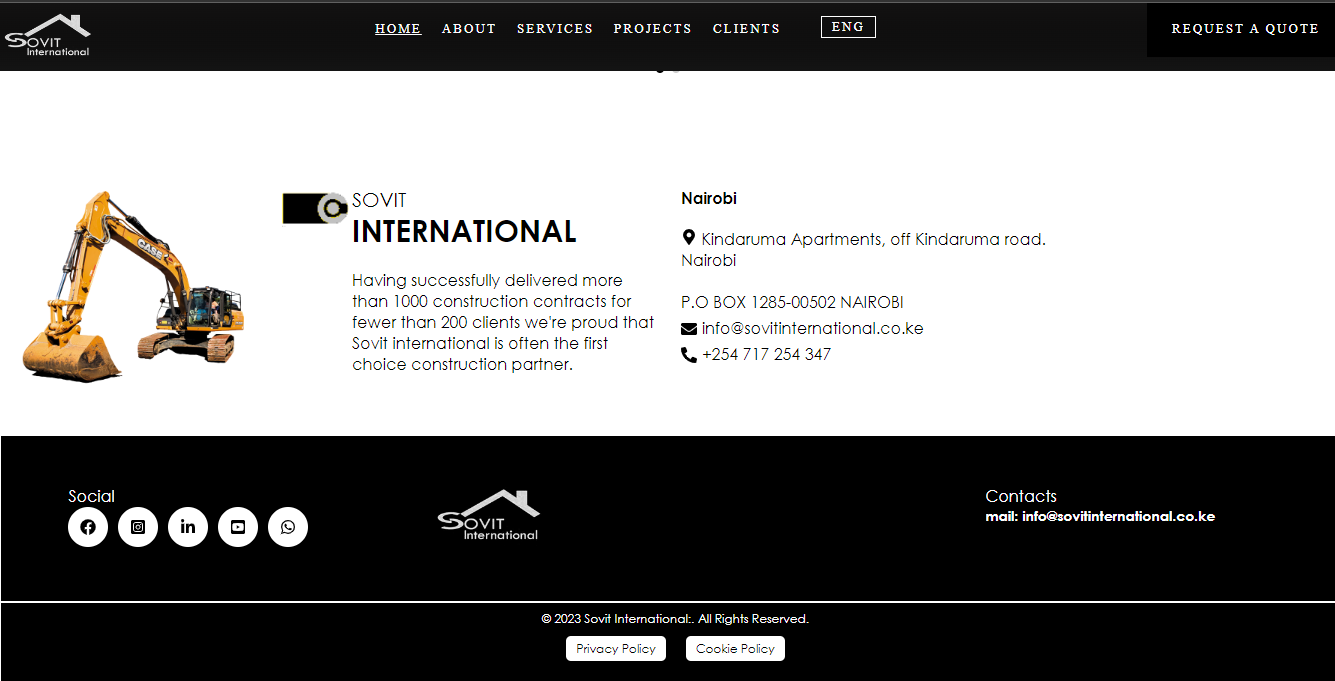 SOVIT
International
HOME ABOUT SERVICES PROJECTS CLIENTS ENG REQUEST A QUOTE
CASE
SOVIT
INTERNATIONAL
Having successfully delivered more
than 1000 construction contracts for
fewer than 200 clients we're proud that
Sovit international is often the first
choice construction partner.
Nairobi
Kindaruma Apartments, off Kindaruma road.
Nairobi
P.O BOX 1285-00502 NAIROBI
info@sovitinternational.co.ke
+254 717 254 347
Social
SOVIT
International
Contacts
mail: info@sovitinternational.co.ke
© 2023 Sovit International:. All Rights Reserved.
Privacy Policy Cookie Policy